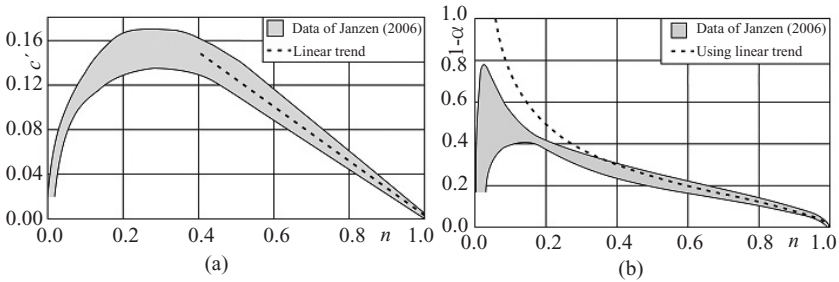 Data of Janzen (2006)
Linear trend
0.16
0.12
0.08
0.04
0.00
c′
0.0 0.2 0.4 0.6 0.8 n 1.0
(a)
Data of Janzen (2006)
Using linear trend
1.0
0.8
0.6
0.4
0.2
0.0
1-α
0.0 0.2 0.4 0.6 0.8 n 1.0
(b)